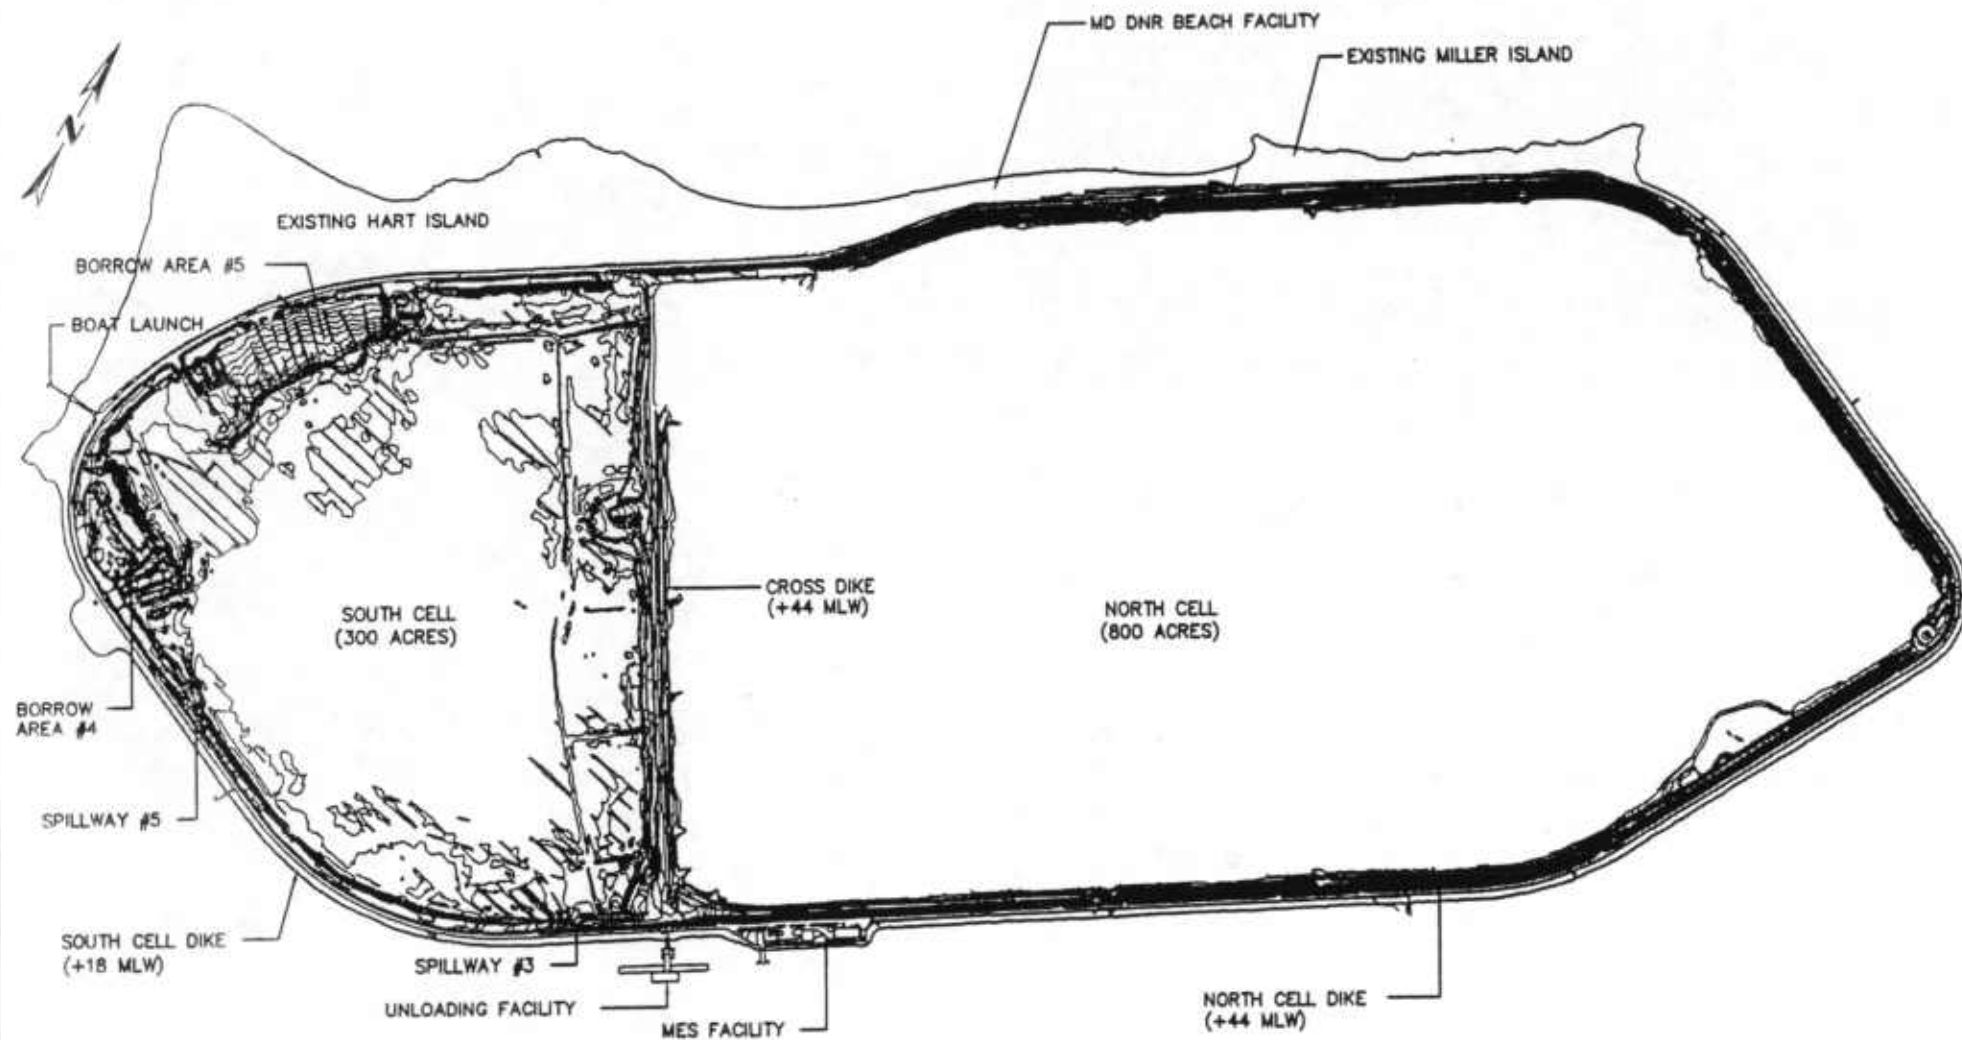 MD DNR BEACH FACILITY
EXISTING MILLER ISLAND
N
EXISTING HART ISLAND
BORROW AREA #5
BOAT LAUNCH
CROSS DIKE
(+44 MLW)
SOUTH CELL
(300 ACRES)
NORTH CELL
(800 ACRES)
BORROW
AREA #4
SPILLWAY #5
SOUTH CELL DIKE
(+18 MLW)
SPILLWAY #3
UNLOADING FACILITY
MES FACILITY
NORTH CELL DIKE
(+44 MLW)